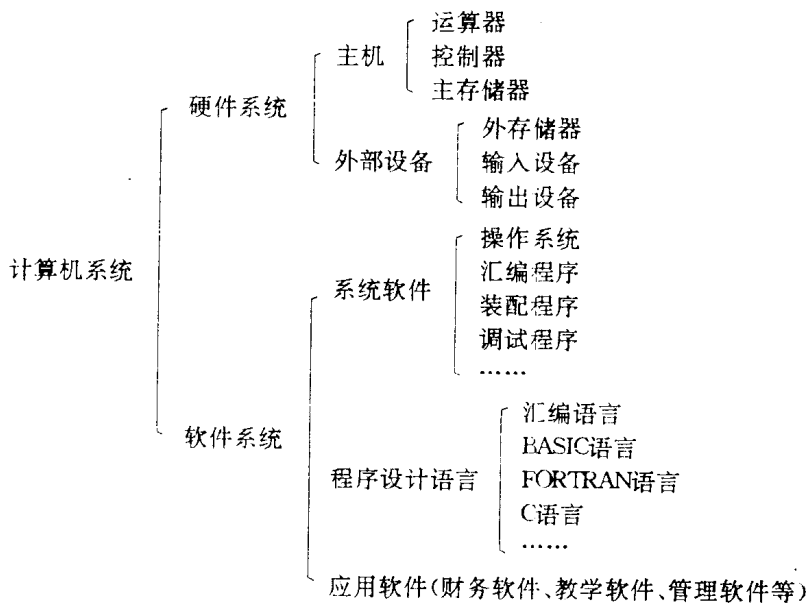 运算器
主机
控制器
主存储器
硬件系统
外存储器
外部设备
输入设备
输出设备
计算机系统
操作系统
系统软件
汇编程序
装配程序
调试程序
……
软件系统
汇编语言
BASIC语言
程序设计语言
FORTRAN语言
C语言
……
应用软件(财务软件、教学软件、管理软件等)